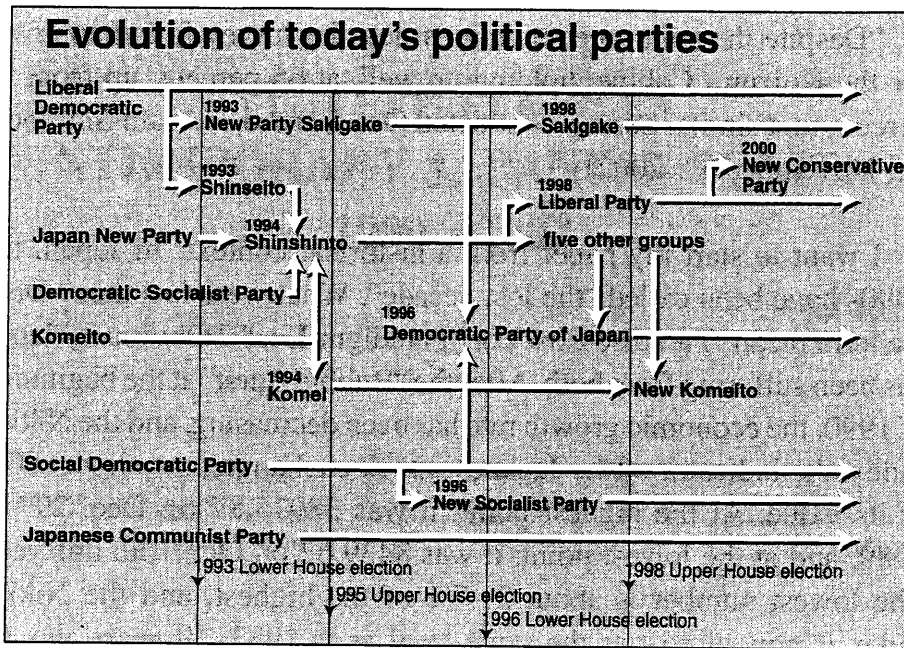 Evolution of today's political parties
Liberal
Democratic
Party
1993
New Party Sakigake
1998
Sakigake
2000
New Conservative
Party
1993
Shinseito
1998
Liberal Party
1994
Japan New Party
Shinshinto
five other groups
Democratic Socialist Party
1996
Komeito
Democratic Party of Japan
1994
Komei
New Komeito
Social Democratic Party
1996
New Socialist Party
Japanese Communist Party
1993 Lower House election
1998 Upper House election
1995 Upper House election
1996 Lower House election